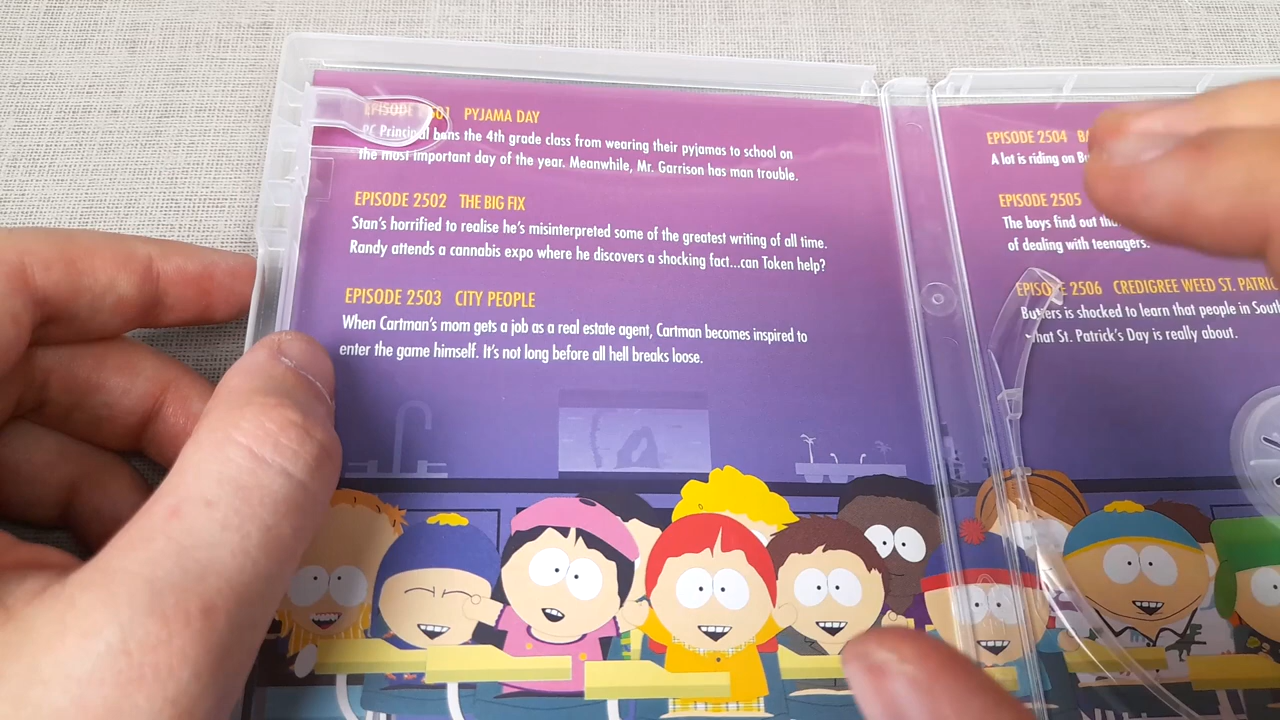 EPISODE 2501 PYJAMA DAY
PC Principal bans the 4th grade class from wearing their pyjamas to school on
the most important day of the year. Meanwhile, Mr. Garrison has man trouble.
EPISODE 2502 THE BIG FIX
Stan's horrified to realise he's misinterpreted some of the greatest writing of all time.
Randy attends a cannabis expo where he discovers a shocking fact...can Token help?
EPISODE 2503 CITY PEOPLE
When Cartman's mom gets a job as a real estate agent, Cartman becomes inspired to
enter the game himself. It's not long before all hell breaks loose.
EPISODE 2504
A lot is riding on
EPISODE 2505
The boys find out
of dealing with teenagers.
EPISODE 2506 CREDIGREE WEED ST. PATRIC
Butters is shocked to learn that people in South
what St. Patrick's Day is really about.